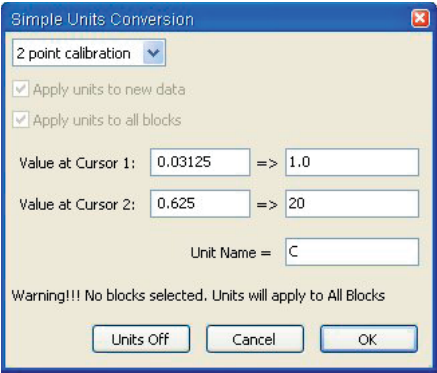 Simple Units Conversion
2 point calibration
Apply units to new data
Apply units to all blocks
Value at Cursor 1: 0.03125 => 1.0
Value at Cursor 2: 0.625 => 20
Unit Name = C
Warning!!! No blocks selected. Units will apply to All Blocks
Units Off Cancel OK